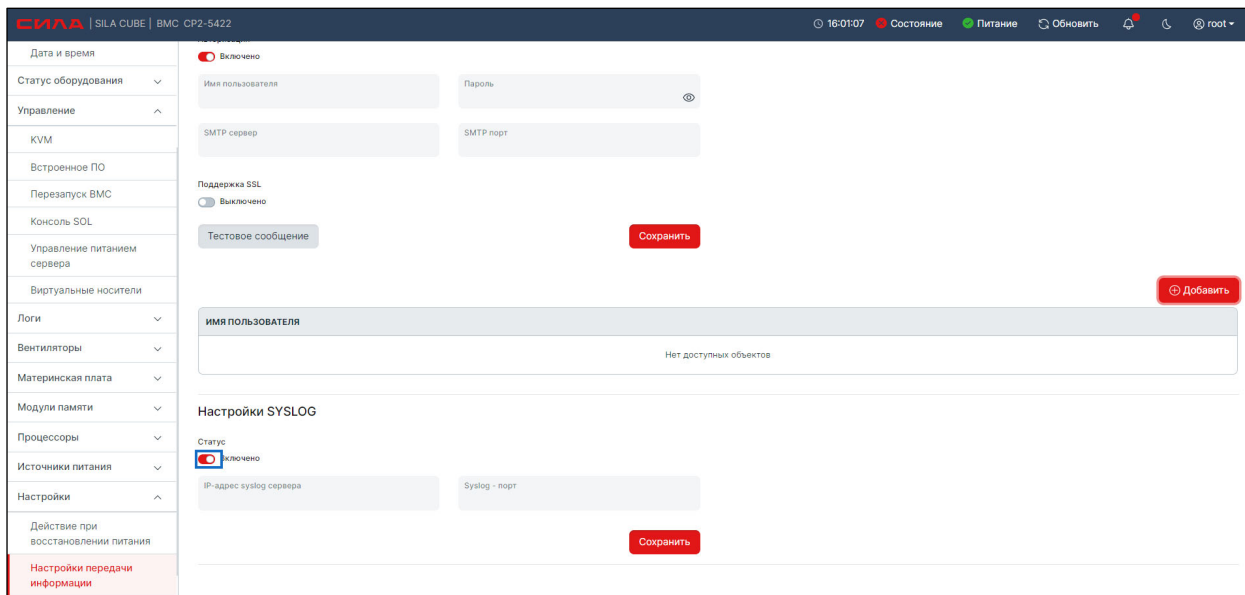 СИЛА | SILA CUBE | BMC CP2-5422
16:01:07 Состояние Питание Обновить root
Дата и время
Статус оборудования
Управление
KVM
Встроенное ПО
Перезапуск BMC
Консоль SOL
Управление питанием
сервера
Виртуальные носители
Логи
Вентиляторы
Материнская плата
Модули памяти
Процессоры
Источники питания
Настройки
Действие при
восстановлении питания
Настройки передачи
информации
Включено
Имя пользователя
Пароль
SMTP сервер
SMTP порт
Поддержка SSL
Выключено
Тестовое сообщение
Сохранить
Добавить
ИМЯ ПОЛЬЗОВАТЕЛЯ
Нет доступных объектов
Настройки SYSLOG
Статус
Включено
IP-адрес syslog сервера
Syslog - порт
Сохранить